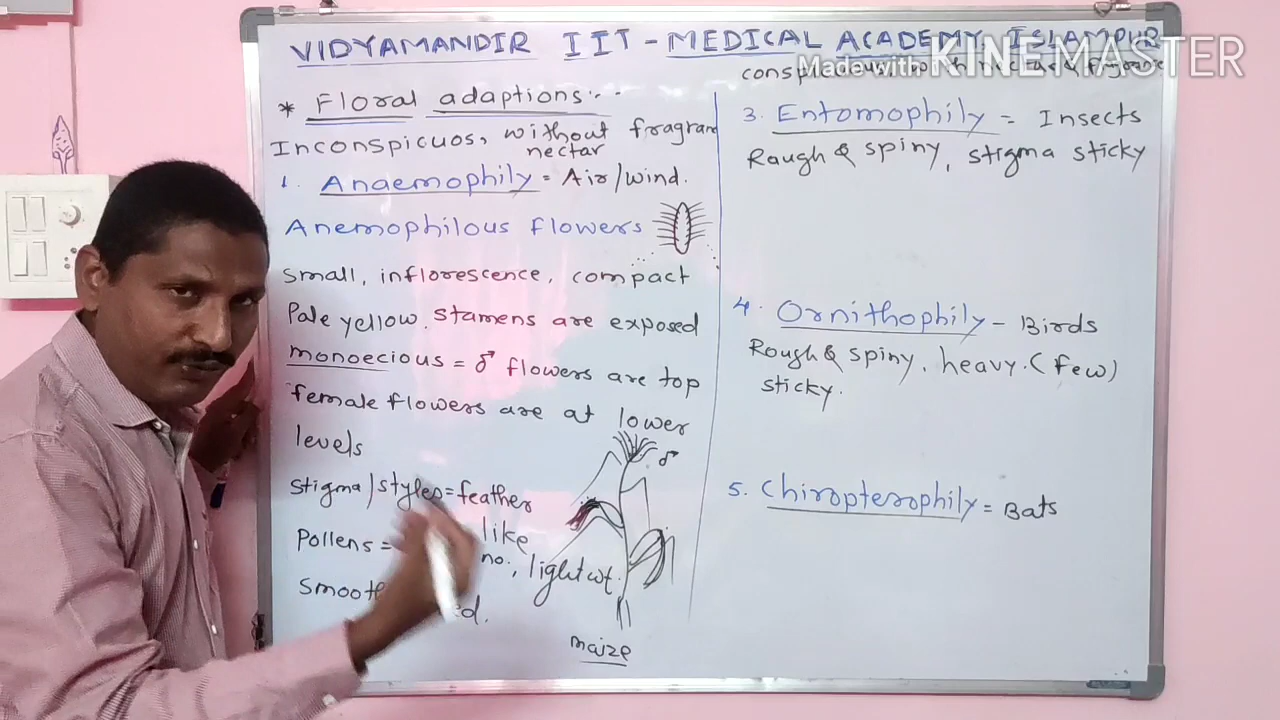 VIDYAMANDIR IIT - MEDICAL ACADEMY ISLAMPUR
Made with KINEMASTER
* Floral adaptions
Inconspicuos, without fragran
nectar
1. Anaemophily = Air/wind.
Anemophilous flowers
small, inflorescence, compact
Pale yellow. stamens are exposed
monoecious = ♂ flowers are top
female flowers are at lower
levels
stigma/styles=feather
like
Pollens = no., light wt.
♂
maize
3. Entomophily = Insects
Rough & spiny, stigma sticky
4. Ornithophily - Birds
Rough & spiny, heavy. (few)
sticky.
5. Chiropterophily = Bats